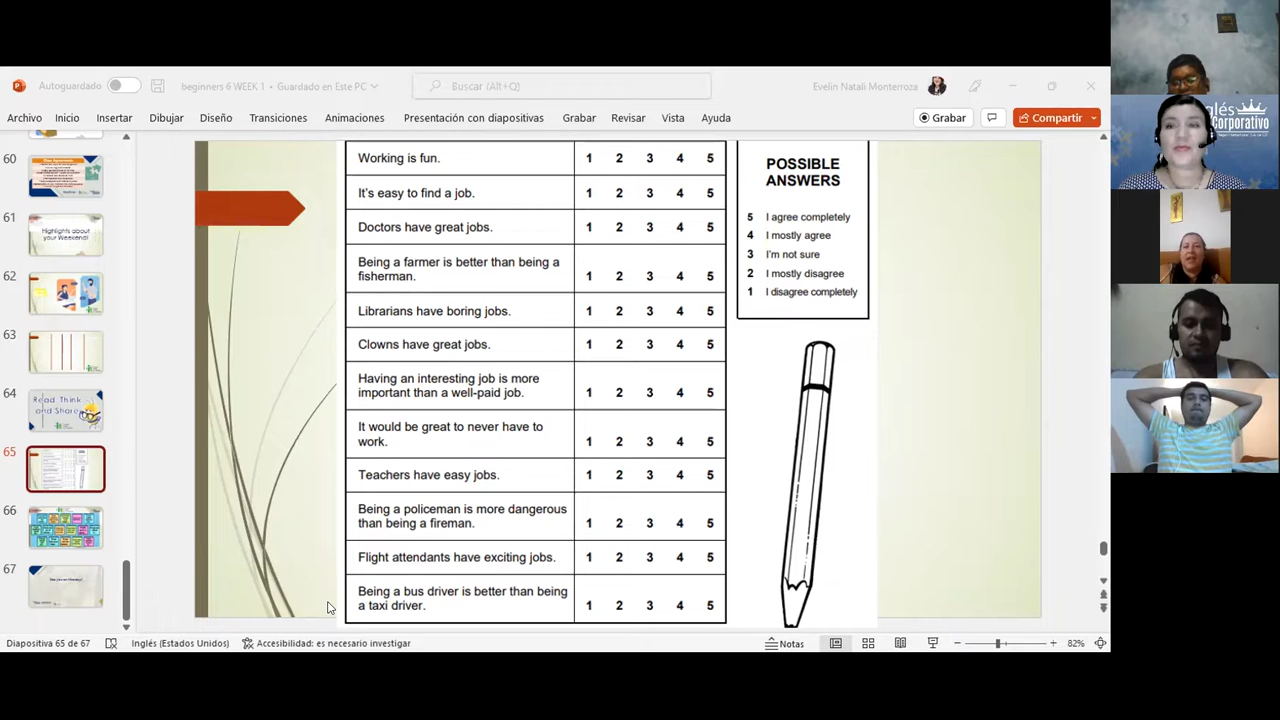 Autoguardado
beginners 6 WEEK 1 • Guardado en Este PC
Buscar (Alt+Q)
Evelin Natali Monterroza
Archivo Inicio Insertar Dibujar Diseño Transiciones Animaciones Presentación con diapositivas Grabar Revisar Vista Ayuda
Grabar
Compartir
60
61
Highlights about
your Weekend!
62
63
64
Read, Think
and Share
65
66
67
Working is fun. 1 2 3 4 5
It's easy to find a job. 1 2 3 4 5
Doctors have great jobs. 1 2 3 4 5
Being a farmer is better than being a
fisherman. 1 2 3 4 5
Librarians have boring jobs. 1 2 3 4 5
Clowns have great jobs. 1 2 3 4 5
Having an interesting job is more
important than a well-paid job. 1 2 3 4 5
It would be great to never have to
work. 1 2 3 4 5
Teachers have easy jobs. 1 2 3 4 5
Being a policeman is more dangerous
than being a fireman. 1 2 3 4 5
Flight attendants have exciting jobs. 1 2 3 4 5
Being a bus driver is better than being
a taxi driver. 1 2 3 4 5
POSSIBLE
ANSWERS
5 I agree completely
4 I mostly agree
3 I'm not sure
2 I mostly disagree
1 I disagree completely
Diapositiva 65 de 67
Inglés (Estados Unidos)
Accesibilidad: es necesario investigar
Notas
82%
glés
Corporativo